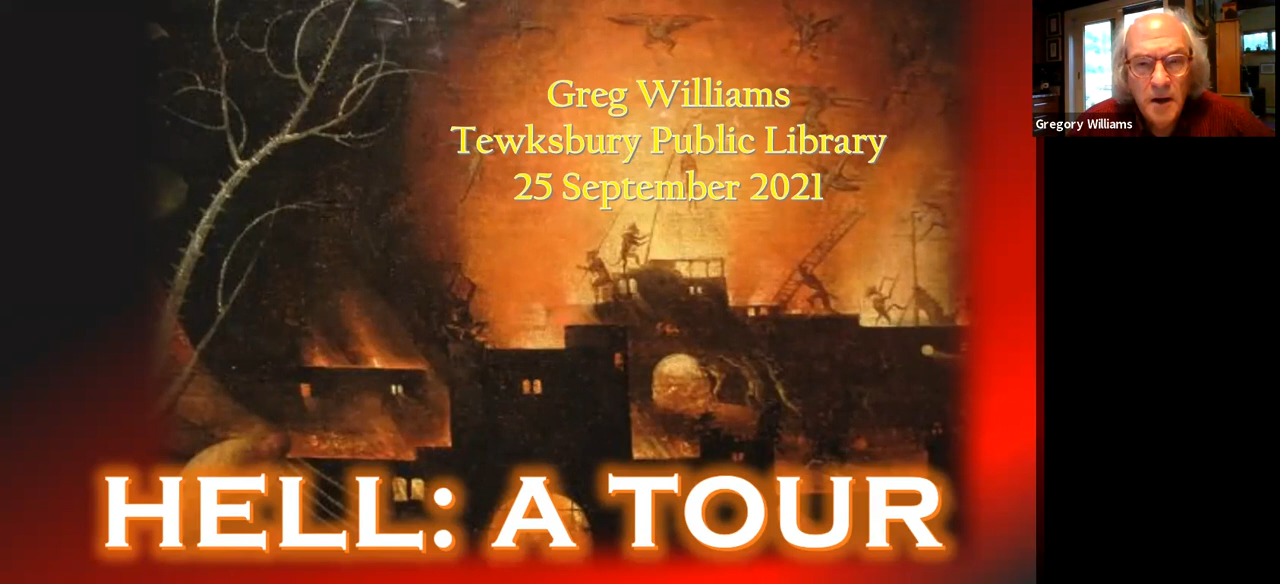 Greg Williams
Tewksbury Public Library
25 September 2021
Gregory Williams
HELL: A TOUR